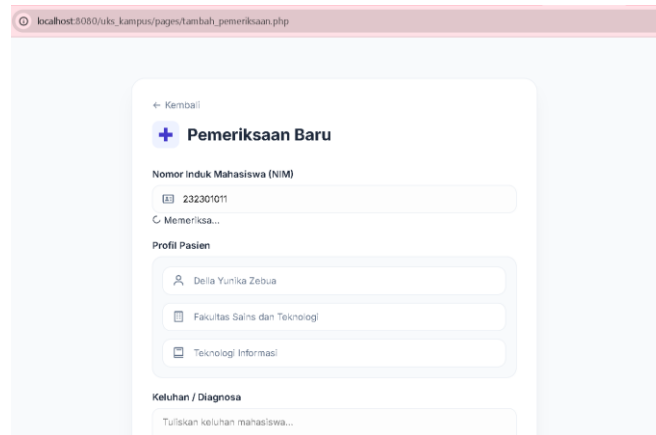 localhost:8080/uks_kampus/pages/tambah_pemeriksaan.php
← Kembali
Pemeriksaan Baru
Nomor Induk Mahasiswa (NIM)
232301011
Memeriksa...
Profil Pasien
Della Yunika Zebua
Fakultas Sains dan Teknologi
Teknologi Informasi
Keluhan / Diagnosa
Tuliskan keluhan mahasiswa...